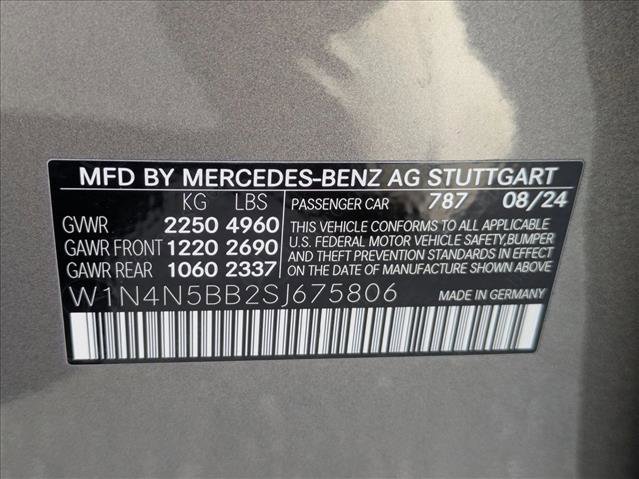 MFD BY MERCEDES-BENZ AG STUTTGART
KG LBS PASSENGER CAR 787 08/24
GVWR 2250 4960
GAWR FRONT 1220 2690
GAWR REAR 1060 2337
THIS VEHICLE CONFORMS TO ALL APPLICABLE
U.S. FEDERAL MOTOR VEHICLE SAFETY,BUMPER
AND THEFT PREVENTION STANDARDS IN EFFECT
ON THE DATE OF MANUFACTURE SHOWN ABOVE.
W1N4N5BB2SJ675806 MADE IN GERMANY